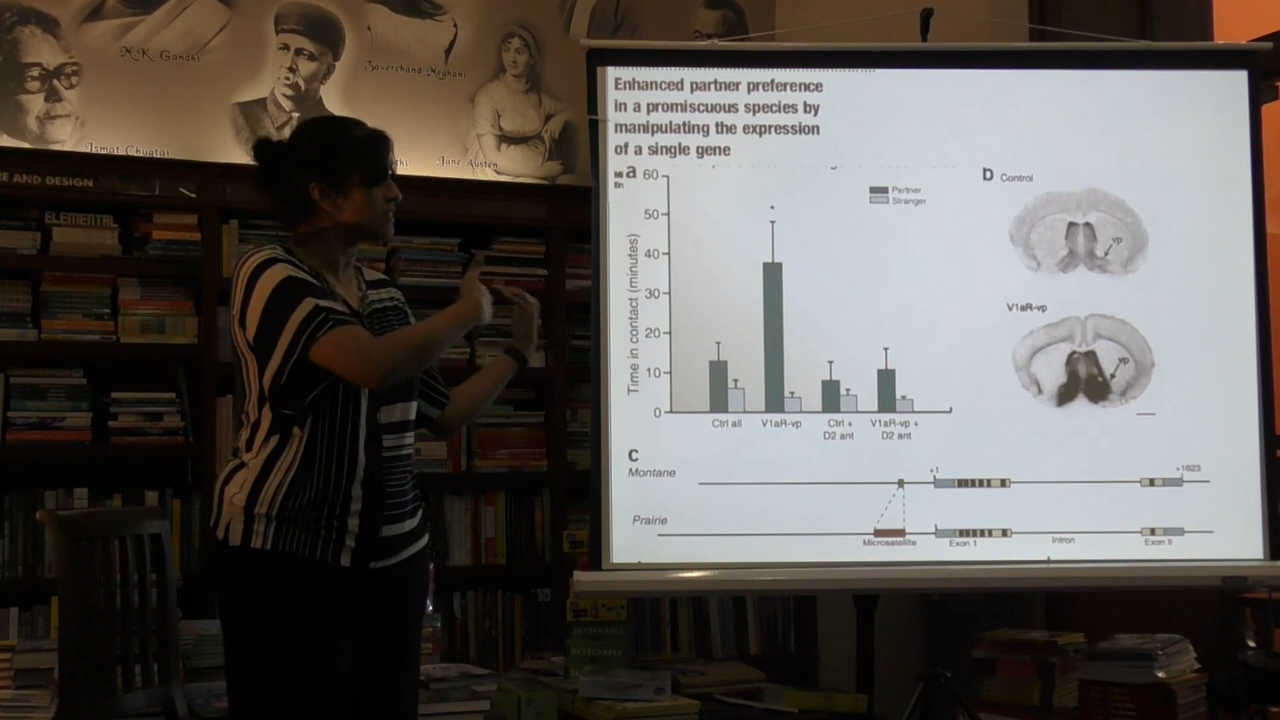 M.K. Gandhi
Zaverchand Meghani
Ismat Chugtai
Jane Austen
RE AND DESIGN
ELEMENTAL
Enhanced partner preference
in a promiscuous species by
manipulating the expression
of a single gene
a
60
50
40
30
20
10
0
Time in contact (minutes)
*
Partner
Stranger
Ctrl all
V1aR-vp
Ctrl +
D2 ant
V1aR-vp +
D2 ant
b
Control
vp
V1aR-vp
vp
c
Montane
+1
+1623
Prairie
Microsatellite
Exon 1
Intron
Exon II